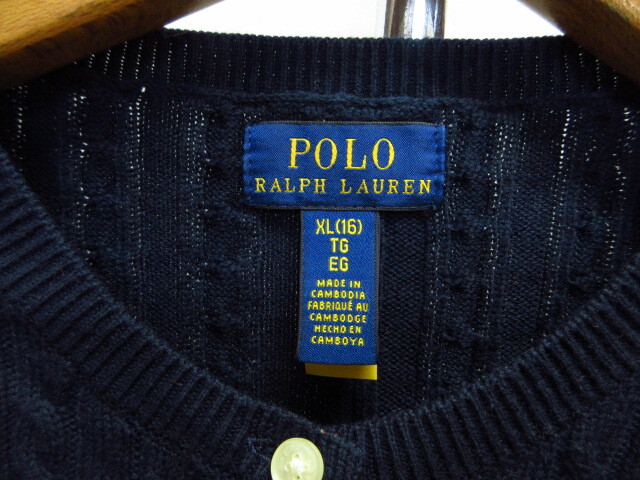 POLO
RALPH LAUREN
XL(16)
TG
EG
MADE IN
CAMBODIA
FABRIQUÉ AU
CAMBODGE
HECHO EN
CAMBOYA